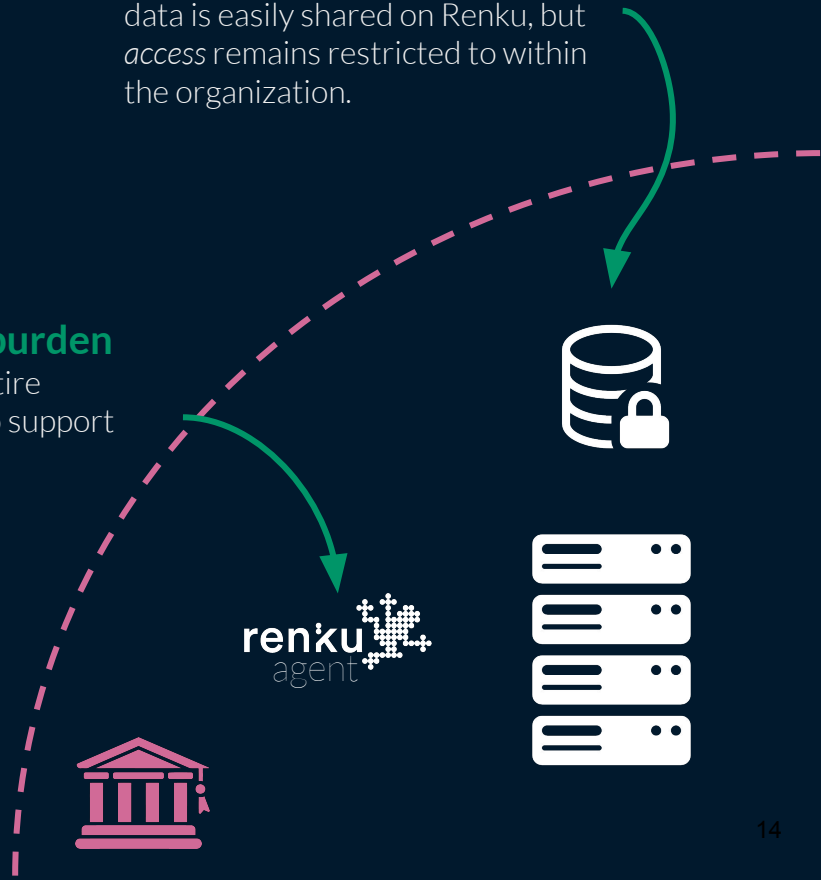 data is easily shared on Renku, but
access remains restricted to within
the organization.
burden
tire
support
renku
agent
14